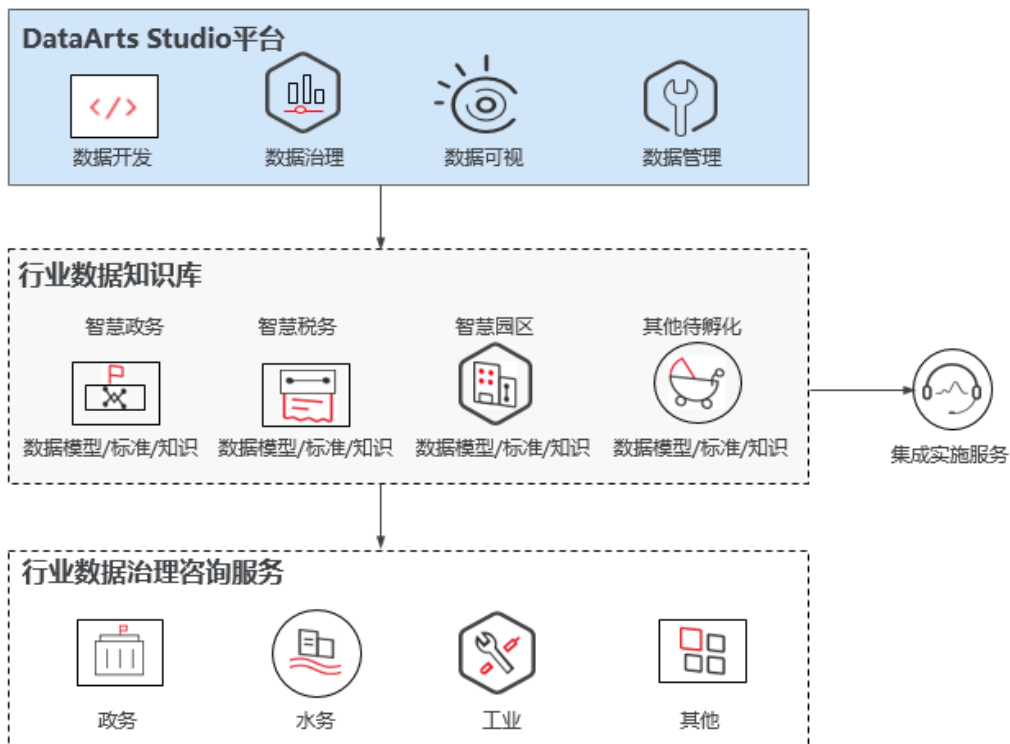 DataArts Studio平台
数据开发 数据治理 数据可视 数据管理
行业数据知识库
智慧政务 智慧税务 智慧园区 其他待孵化
数据模型/标准/知识 数据模型/标准/知识 数据模型/标准/知识 数据模型/标准/知识
集成实施服务
行业数据治理咨询服务
政务 水务 工业 其他